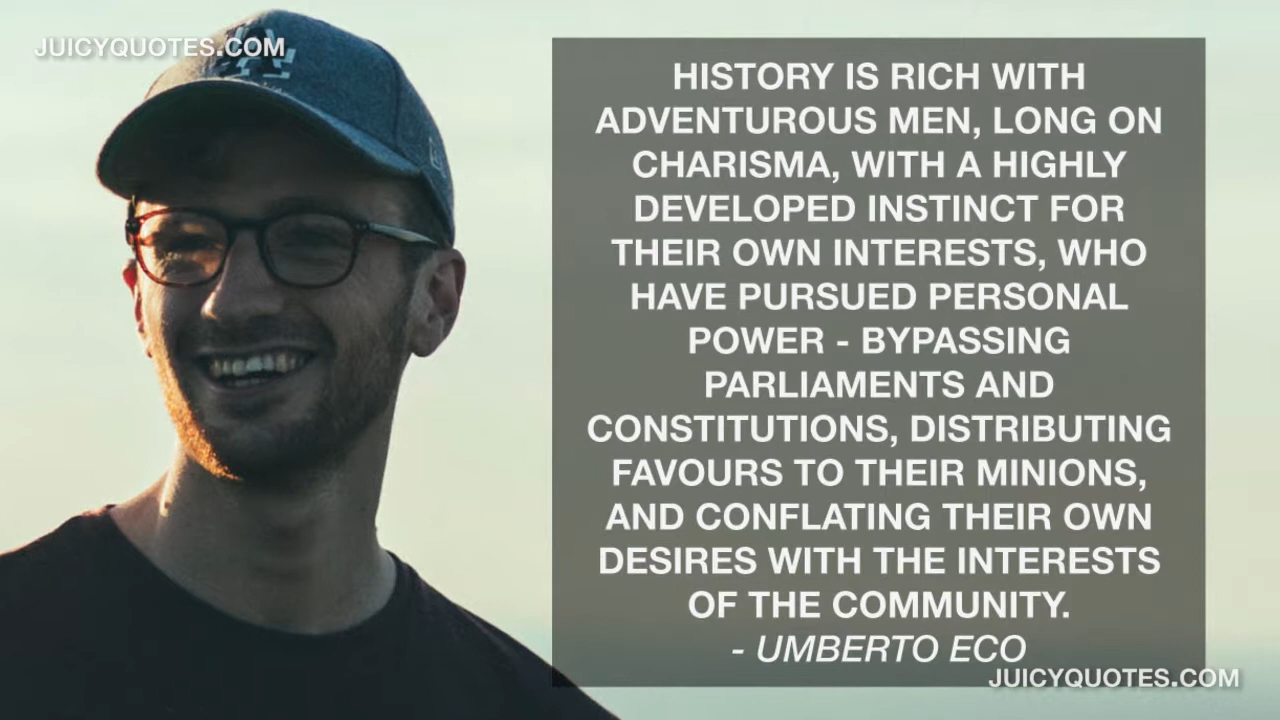 JUICYQUOTES.COM
HISTORY IS RICH WITH
ADVENTUROUS MEN, LONG ON
CHARISMA, WITH A HIGHLY
DEVELOPED INSTINCT FOR
THEIR OWN INTERESTS, WHO
HAVE PURSUED PERSONAL
POWER - BYPASSING
PARLIAMENTS AND
CONSTITUTIONS, DISTRIBUTING
FAVOURS TO THEIR MINIONS,
AND CONFLATING THEIR OWN
DESIRES WITH THE INTERESTS
OF THE COMMUNITY.
- UMBERTO ECO
JUICYQUOTES.COM